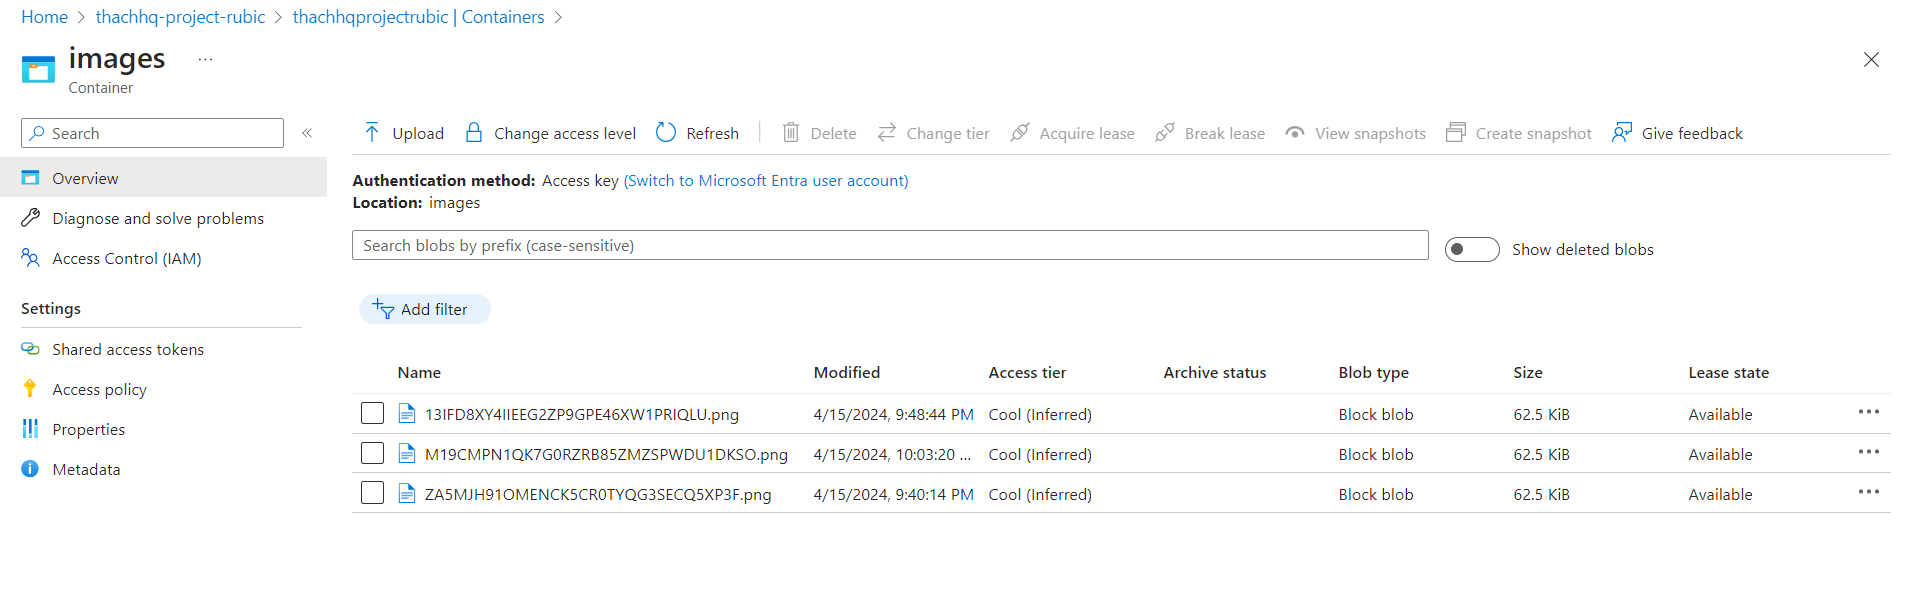 Home > thachhq-project-rubic > thachhqprojectrubic | Containers >
images ...
Container
Search «
Overview
Diagnose and solve problems
Access Control (IAM)
Settings
Shared access tokens
Access policy
Properties
Metadata
Upload Change access level Refresh Delete Change tier Acquire lease Break lease View snapshots Create snapshot Give feedback
Authentication method: Access key (Switch to Microsoft Entra user account)
Location: images
Search blobs by prefix (case-sensitive) Show deleted blobs
Add filter
Name Modified Access tier Archive status Blob type Size Lease state
13IFD8XY4IIEEG2ZP9GPE46XW1PRIQLU.png 4/15/2024, 9:48:44 PM Cool (Inferred) Block blob 62.5 KiB Available ...
M19CMPN1QK7G0RZRB85ZMZSPWDU1DKSO.png 4/15/2024, 10:03:20 ... Cool (Inferred) Block blob 62.5 KiB Available ...
ZA5MJH91OMENCK5CR0TYQG3SECQ5XP3F.png 4/15/2024, 9:40:14 PM Cool (Inferred) Block blob 62.5 KiB Available ...